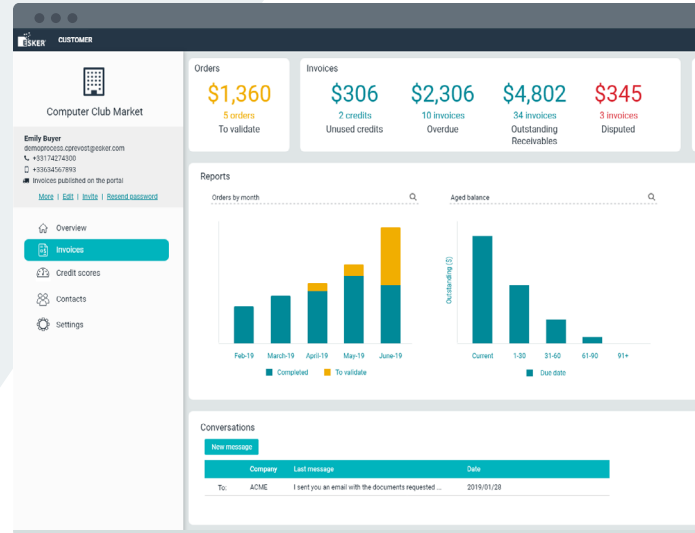 ESKER
CUSTOMER
Computer Club Market
Emily Buyer
demoprocess.cprevost@esker.com
+33174274300
+33634567893
Invoices published on the portal
More | Edit | Invite | Resend password
Overview
Invoices
Credit scores
Contacts
Settings
Orders
$1,360
5 orders
To validate
Invoices
$306
2 credits
Unused credits
$2,306
10 invoices
Overdue
$4,802
34 invoices
Outstanding
Receivables
$345
3 invoices
Disputed
Reports
Orders by month
Feb-19 March-19 April-19 May-19 June-19
Completed To validate
Aged balance
Outstanding ($)
Current 1-30 31-60 61-90 91+
Due date
Conversations
New message
Company Last message Date
To: ACME I sent you an email with the documents requested ... 2019/01/28